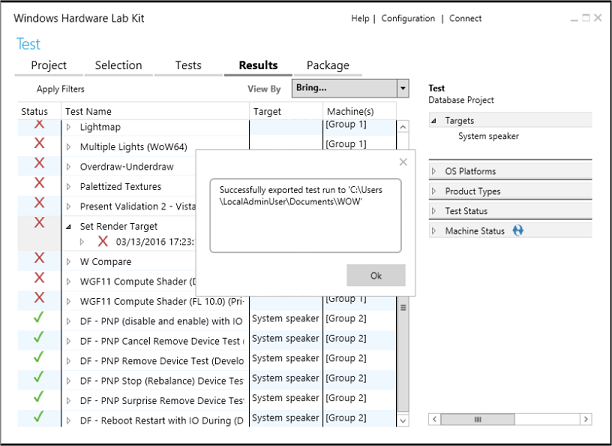 Windows Hardware Lab Kit
Help | Configuration | Connect
Test
Project Selection Tests Results Package
Apply Filters
View By Bring...
Status Test Name Target Machine(s)
Lightmap [Group 1]
Multiple Lights (WoW64) [Group 1]
Overdraw-Underdraw
Palettized Textures
Present Validation 2 - Vista
Set Render Target
03/13/2016 17:23:
W Compare
WGF11 Compute Shader (D
WGF11 Compute Shader (FL 10.0) (Pri- [Group 1]
DF - PNP (disable and enable) with IO System speaker [Group 2]
DF - PNP Cancel Remove Device Test ( System speaker [Group 2]
DF - PNP Remove Device Test (Develo System speaker [Group 2]
DF - PNP Stop (Rebalance) Device Tes System speaker [Group 2]
DF - PNP Surprise Remove Device Tes System speaker [Group 2]
DF - Reboot Restart with IO During (D System speaker [Group 2]
Successfully exported test run to 'C:\Users
\LocalAdminUser\Documents\WOW'
Ok
Test
Database Project
Targets
System speaker
OS Platforms
Product Types
Test Status
Machine Status